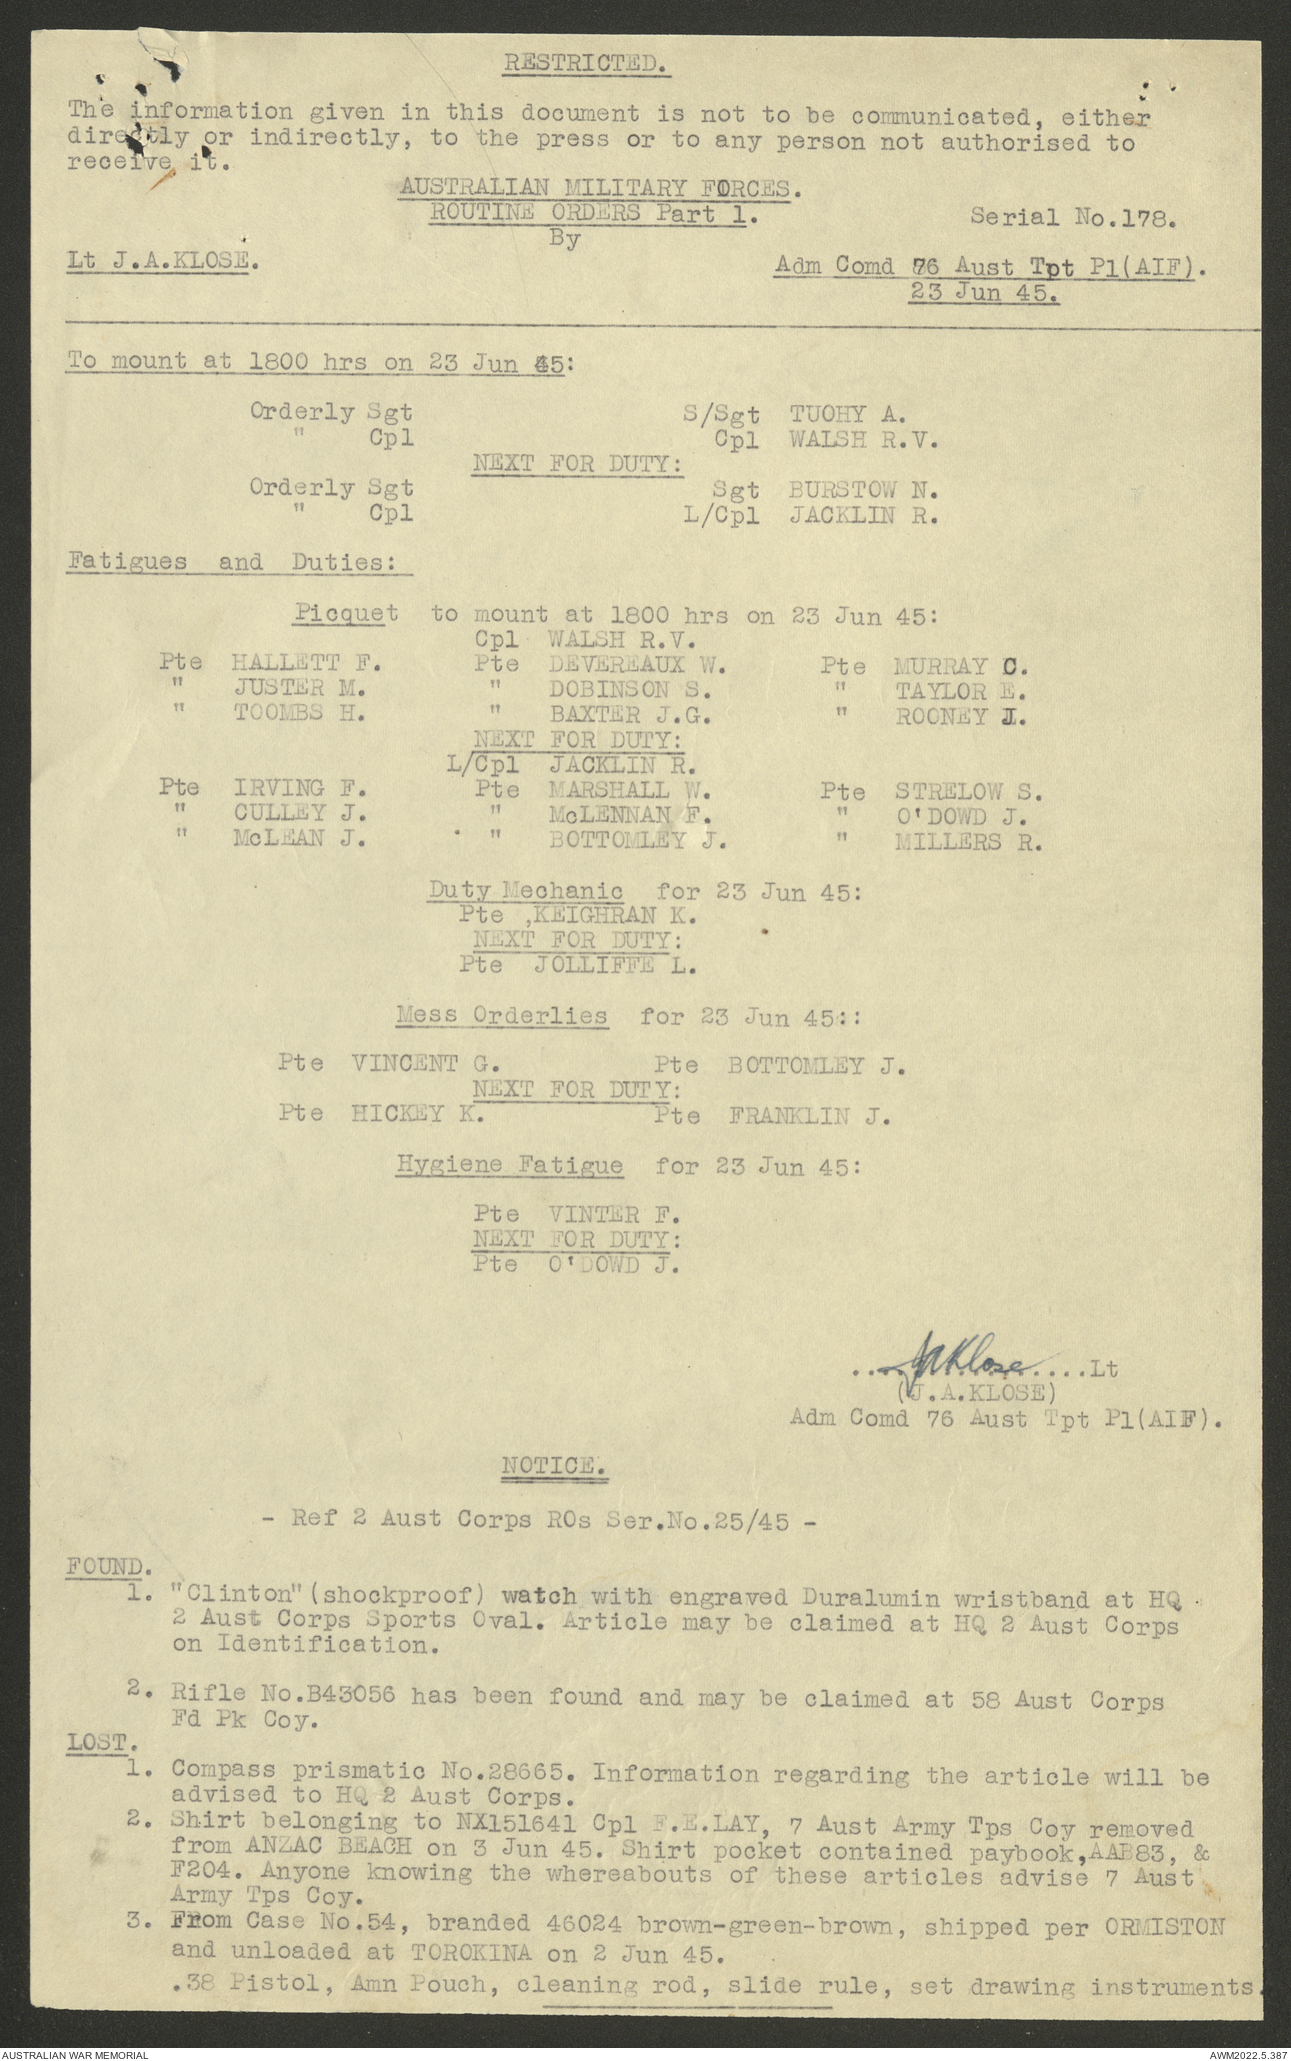 RESTRICTED.
The information given in this document is not to be communicated, either
directly or indirectly, to the press or to any person not authorised to
receive it.
AUSTRALIAN MILITARY FORCES.
ROUTINE ORDERS Part 1. Serial No.178.
By
Lt J.A.KLOSE. Adm Comd 76 Aust Tpt Pl(AIF).
23 Jun 45.
To mount at 1800 hrs on 23 Jun 45:
Orderly Sgt S/Sgt TUOHY A.
" Cpl Cpl WALSH R.V.
NEXT FOR DUTY:
Orderly Sgt Sgt BURSTOW N.
" Cpl L/Cpl JACKLIN R.
Fatigues and Duties:
Picquet to mount at 1800 hrs on 23 Jun 45:
Cpl WALSH R.V.
Pte HALLETT F. Pte DEVEREAUX W. Pte MURRAY C.
" JUSTER M. " DOBINSON S. " TAYLOR E.
" TOOMBS H. " BAXTER J.G. " ROONEY J.
NEXT FOR DUTY:
L/Cpl JACKLIN R.
Pte IRVING F. Pte MARSHALL W. Pte STRELOW S.
" CULLEY J. " McLENNAN F. " O'DOWD J.
" McLEAN J. " BOTTOMLEY J. " MILLERS R.
Duty Mechanic for 23 Jun 45:
Pte ,KEIGHRAN K.
NEXT FOR DUTY:
Pte JOLLIFFE L.
Mess Orderlies for 23 Jun 45::
Pte VINCENT G. Pte BOTTOMLEY J.
NEXT FOR DUTY:
Pte HICKEY K. Pte FRANKLIN J.
Hygiene Fatigue for 23 Jun 45:
Pte VINTER F.
NEXT FOR DUTY:
Pte O'DOWD J.
....JAKlose....Lt
(J.A.KLOSE)
Adm Comd 76 Aust Tpt Pl(AIF).
NOTICE.
- Ref 2 Aust Corps ROs Ser.No.25/45 -
FOUND.
1. "Clinton"(shockproof) watch with engraved Duralumin wristband at HQ
2 Aust Corps Sports Oval. Article may be claimed at HQ 2 Aust Corps
on Identification.
2. Rifle No.B43056 has been found and may be claimed at 58 Aust Corps
Fd Pk Coy.
LOST.
1. Compass prismatic No.28665. Information regarding the article will be
advised to HQ 2 Aust Corps.
2. Shirt belonging to NX151641 Cpl F.E.LAY, 7 Aust Army Tps Coy removed
from ANZAC BEACH on 3 Jun 45. Shirt pocket contained paybook,AAB83, &
F204. Anyone knowing the whereabouts of these articles advise 7 Aust
Army Tps Coy.
3. From Case No.54, branded 46024 brown-green-brown, shipped per ORMISTON
and unloaded at TOROKINA on 2 Jun 45.
.38 Pistol, Amn Pouch, cleaning rod, slide rule, set drawing instruments.
AUSTRALIAN WAR MEMORIAL AWM2022.5.387